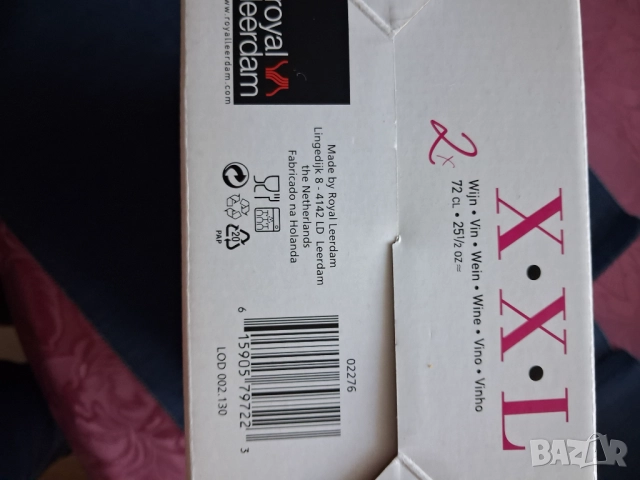 royal
leerdam
www.royalleerdam.com
Made by Royal Leerdam
Lingedijk 8 - 4142 LD Leerdam
the Netherlands
Fabricado na Holanda
20
PAP
02276
6 15905 79722 3
LOD 002.130
X•X•L
2x
Wijn • Vin • Wein • Wine • Vino • Vinho
72 CL • 25 1/2 OZ ≃
BAZAR